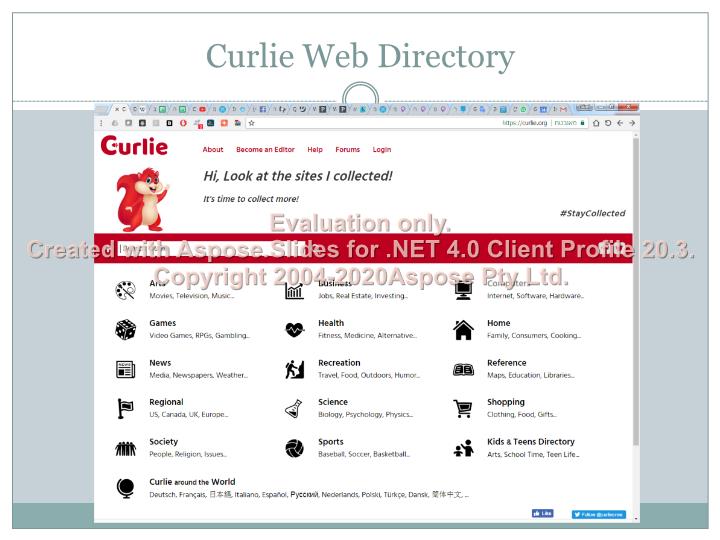 Curlie Web Directory
https://curlie.org
Curlie
About Become an Editor Help Forums Login
Hi, Look at the sites I collected!
It's time to collect more!
#StayCollected
Evaluation only.
Created with Aspose.Slides for .NET 4.0 Client Profile 20.3.
Copyright 2004-2020Aspose Pty Ltd.
Arts
Movies, Television, Music...
Business
Jobs, Real Estate, Investing...
Computers
Internet, Software, Hardware...
Games
Video Games, RPGs, Gambling...
Health
Fitness, Medicine, Alternative...
Home
Family, Consumers, Cooking...
News
Media, Newspapers, Weather...
Recreation
Travel, Food, Outdoors, Humor...
Reference
Maps, Education, Libraries...
Regional
US, Canada, UK, Europe...
Science
Biology, Psychology, Physics...
Shopping
Clothing, Food, Gifts...
Society
People, Religion, Issues...
Sports
Baseball, Soccer, Basketball...
Kids & Teens Directory
Arts, School Time, Teen Life...
Curlie around the World
Deutsch, Français, 日本語, Italiano, Español, Русский, Nederlands, Polski, Türkçe, Dansk, 简体中文, ...
Like